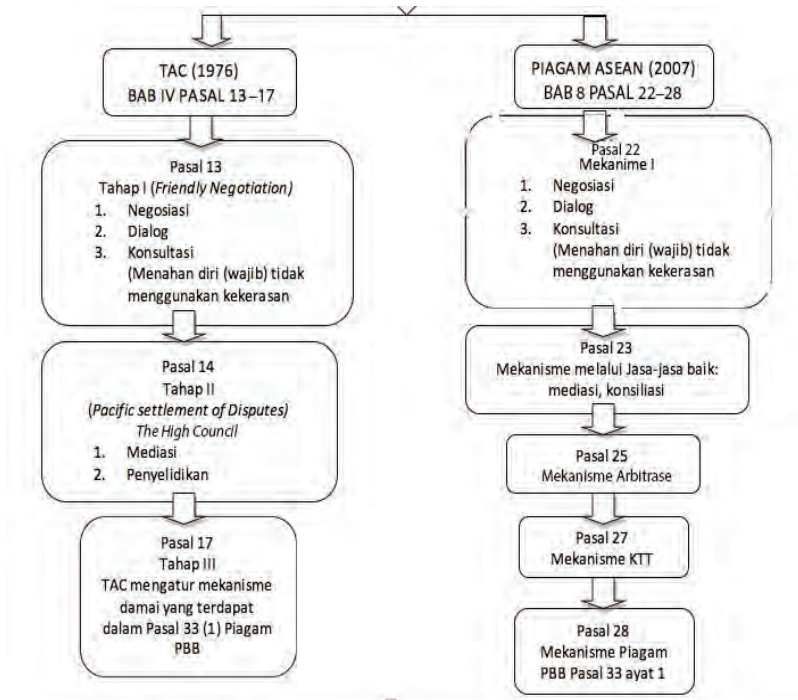 TAC (1976)
BAB IV PASAL 13–17
Pasal 13
Tahap I (Friendly Negotiation)
1. Negosiasi
2. Dialog
3. Konsultasi
(Menahan diri (wajib) tidak
menggunakan kekerasan
Pasal 14
Tahap II
(Pacific settlement of Disputes)
The High Council
1. Mediasi
2. Penyelidikan
Pasal 17
Tahap III
TAC mengatur mekanisme
damai yang terdapat
dalam Pasal 33 (1) Piagam
PBB
PIAGAM ASEAN (2007)
BAB 8 PASAL 22–28
Pasal 22
Mekanime I
1. Negosiasi
2. Dialog
3. Konsultasi
(Menahan diri (wajib) tidak
menggunakan kekerasan
Pasal 23
Mekanisme melalui Jasa-jasa baik:
mediasi, konsiliasi
Pasal 25
Mekanisme Arbitrase
Pasal 27
Mekanisme KTT
Pasal 28
Mekanisme Piagam
PBB Pasal 33 ayat 1